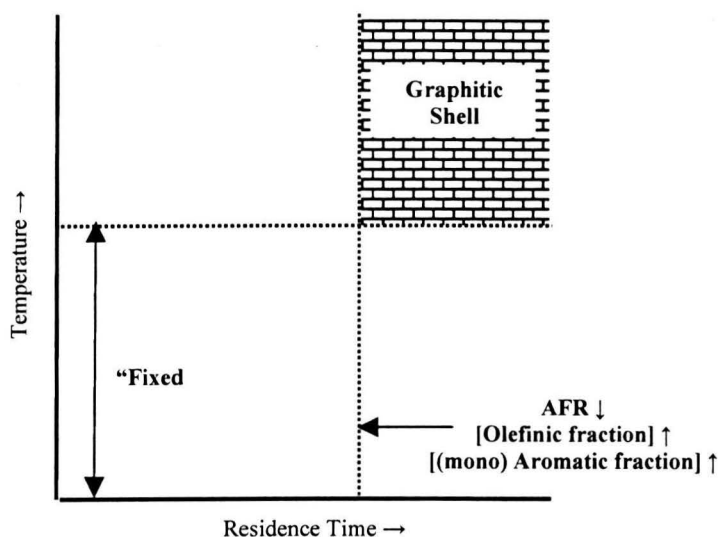 Graphitic
Shell
Temperature →
“Fixed
AFR ↓
[Olefinic fraction] ↑
[(mono) Aromatic fraction] ↑
Residence Time →